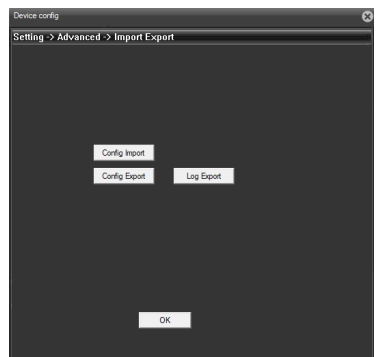 Device config
Setting -> Advanced -> Import Export
Config Import
Config Export Log Export
OK